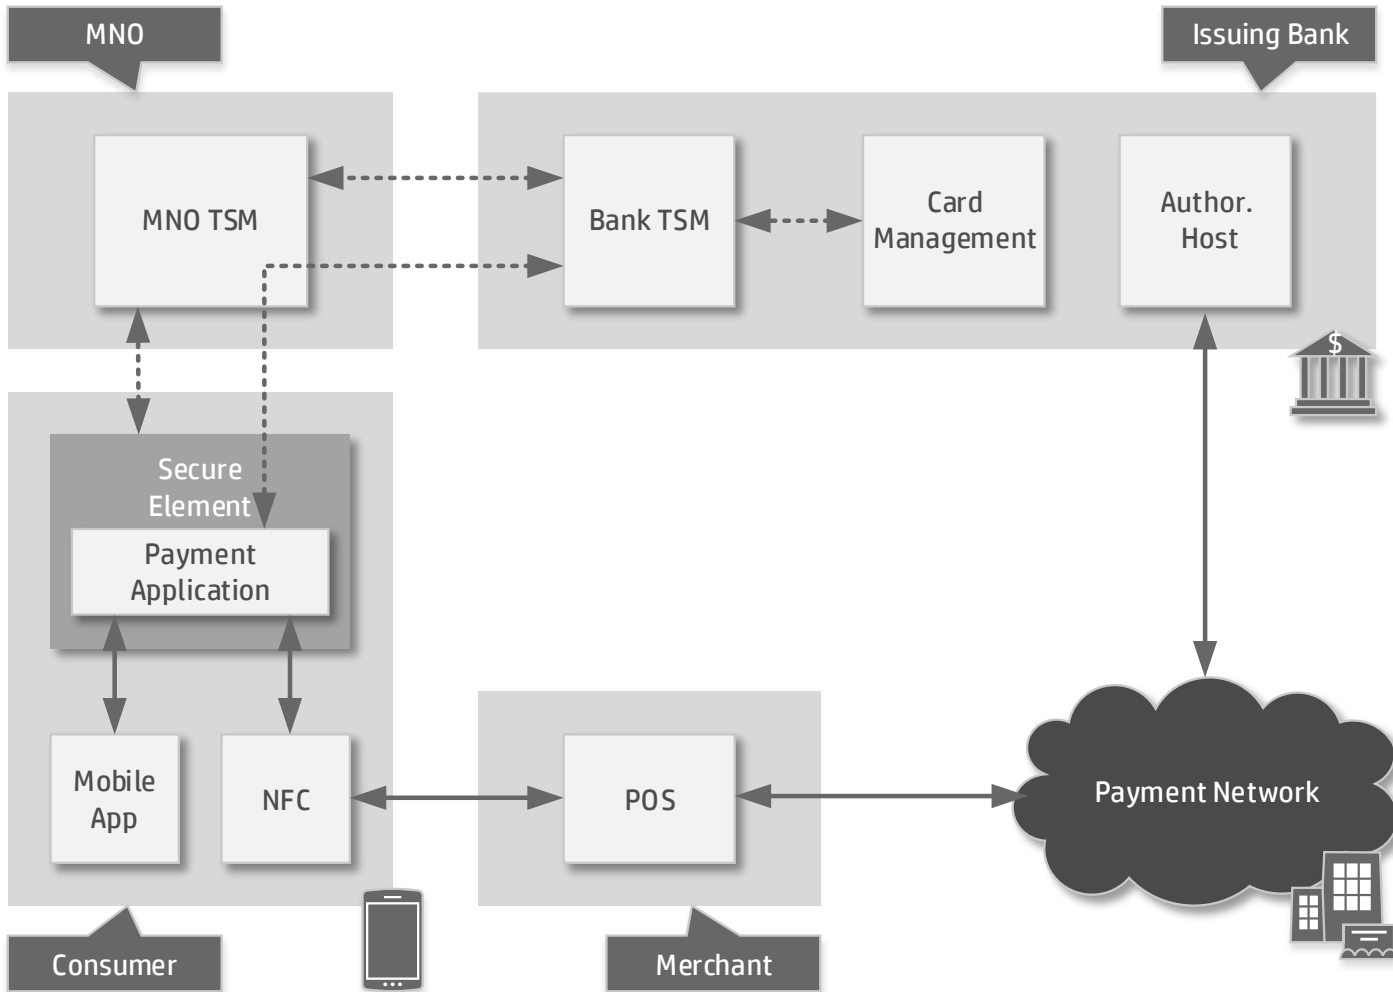 MNO
Issuing Bank
MNO TSM
Bank TSM
Card
Management
Author.
Host
$
Secure
Element
Payment
Application
Mobile
App
NFC
POS
Payment Network
Consumer
Merchant